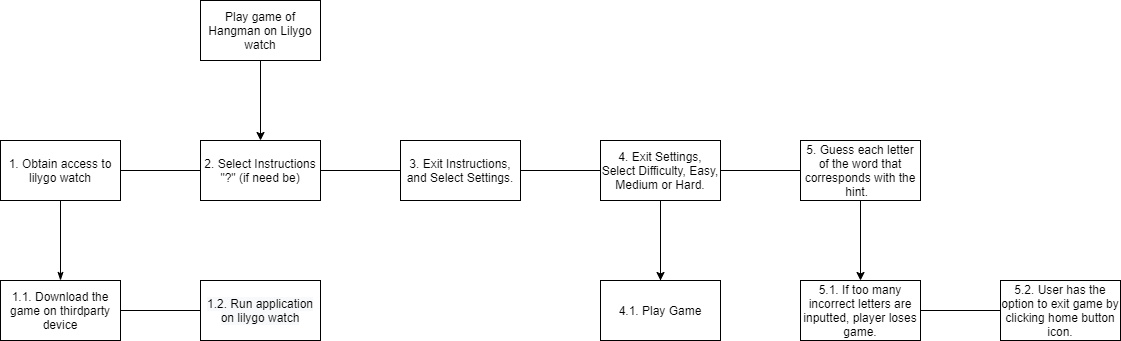 Play game of
Hangman on Lilygo
watch
1. Obtain access to
lilygo watch
2. Select Instructions
"?" (if need be)
3. Exit Instructions,
and Select Settings.
4. Exit Settings,
Select Difficulty, Easy,
Medium or Hard.
5. Guess each letter
of the word that
corresponds with the
hint.
1.1. Download the
game on thirdparty
device
1.2. Run application
on lilygo watch
4.1. Play Game
5.1. If too many
incorrect letters are
inputted, player loses
game.
5.2. User has the
option to exit game by
clicking home button
icon.